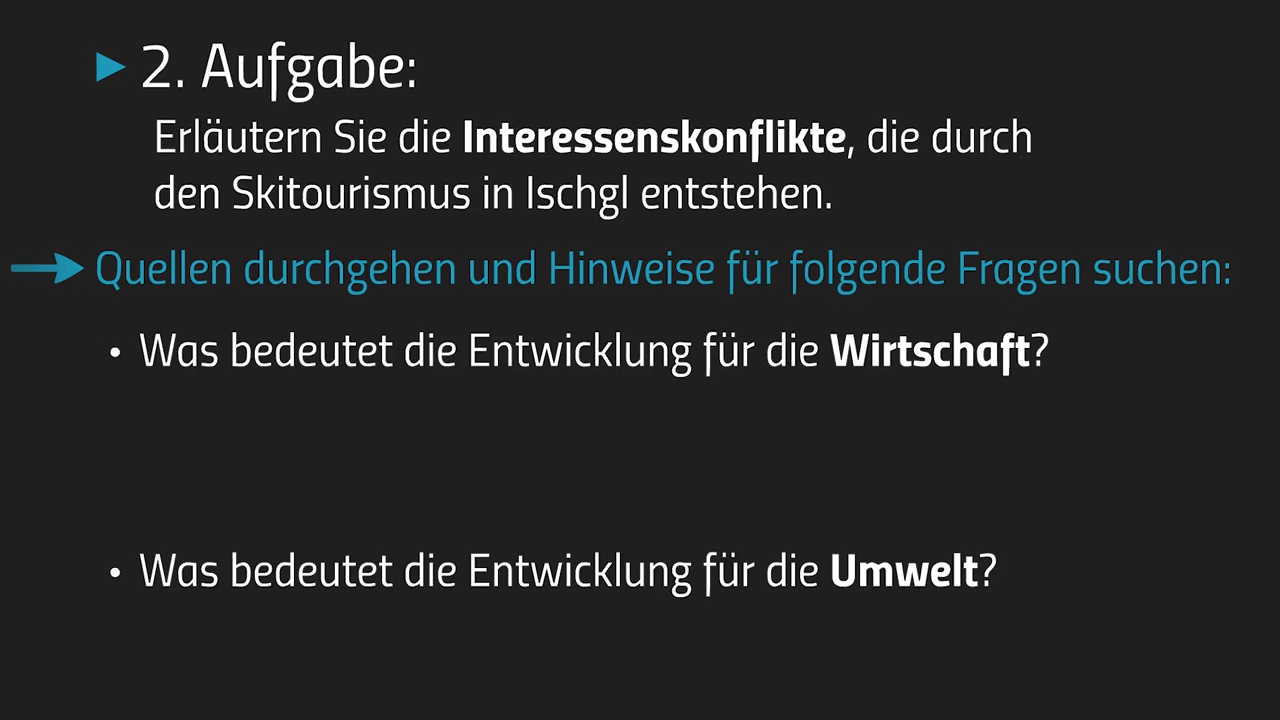 2. Aufgabe:
Erläutern Sie die Interessenskonflikte, die durch
den Skitourismus in Ischgl entstehen.
Quellen durchgehen und Hinweise für folgende Fragen suchen:
• Was bedeutet die Entwicklung für die Wirtschaft?
• Was bedeutet die Entwicklung für die Umwelt?